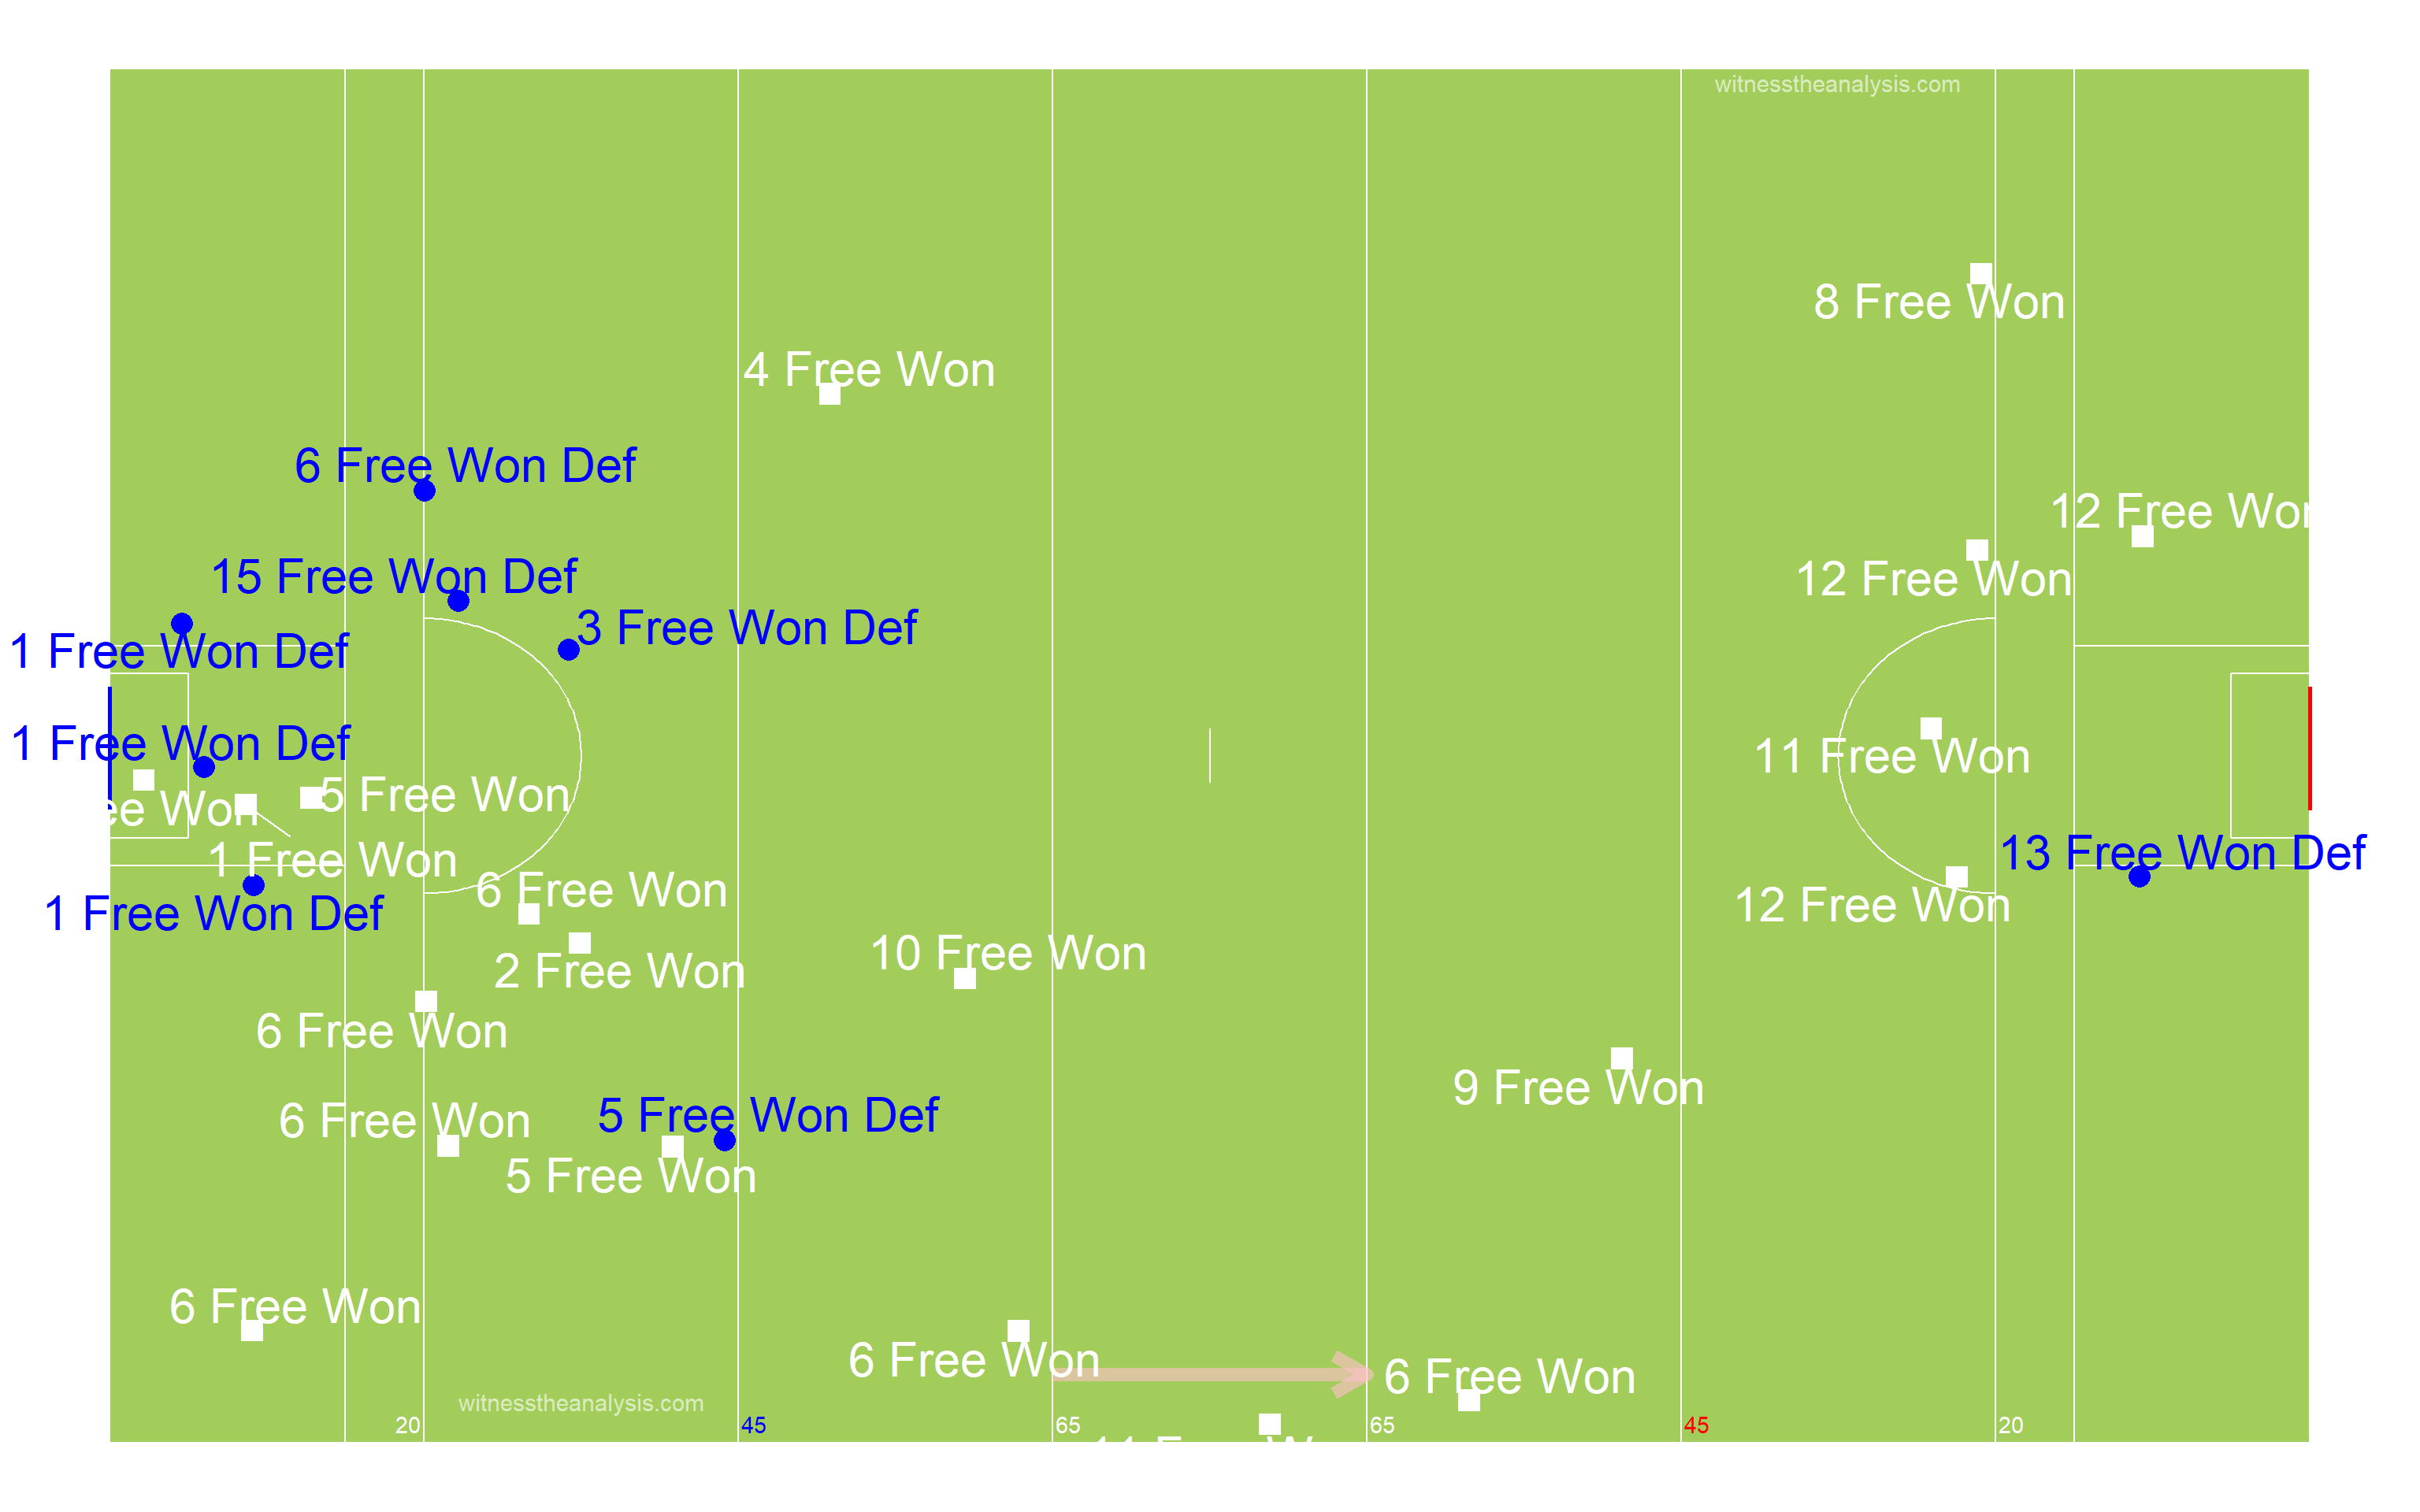 witnesstheanalysis.com
8 Free Won
4 Free Won
6 Free Won Def
12 Free
15 Free Won Def
12 Free Won
3 Free Won Def
1 Free Won Def
1 Free Won Def
11 Free Won
5 Free Won
Won
1 Free Won
13 Free Won Def
6 Free Won
1 Free Won Def
12 Free Won
10 Free Won
2 Free Won
6 Free Won
9 Free Won
6 Free Won
5 Free Won Def
5 Free Won
6 Free Won
6 Free Won
6 Free Won
witnesstheanalysis.com
20
45
65
65
45
20